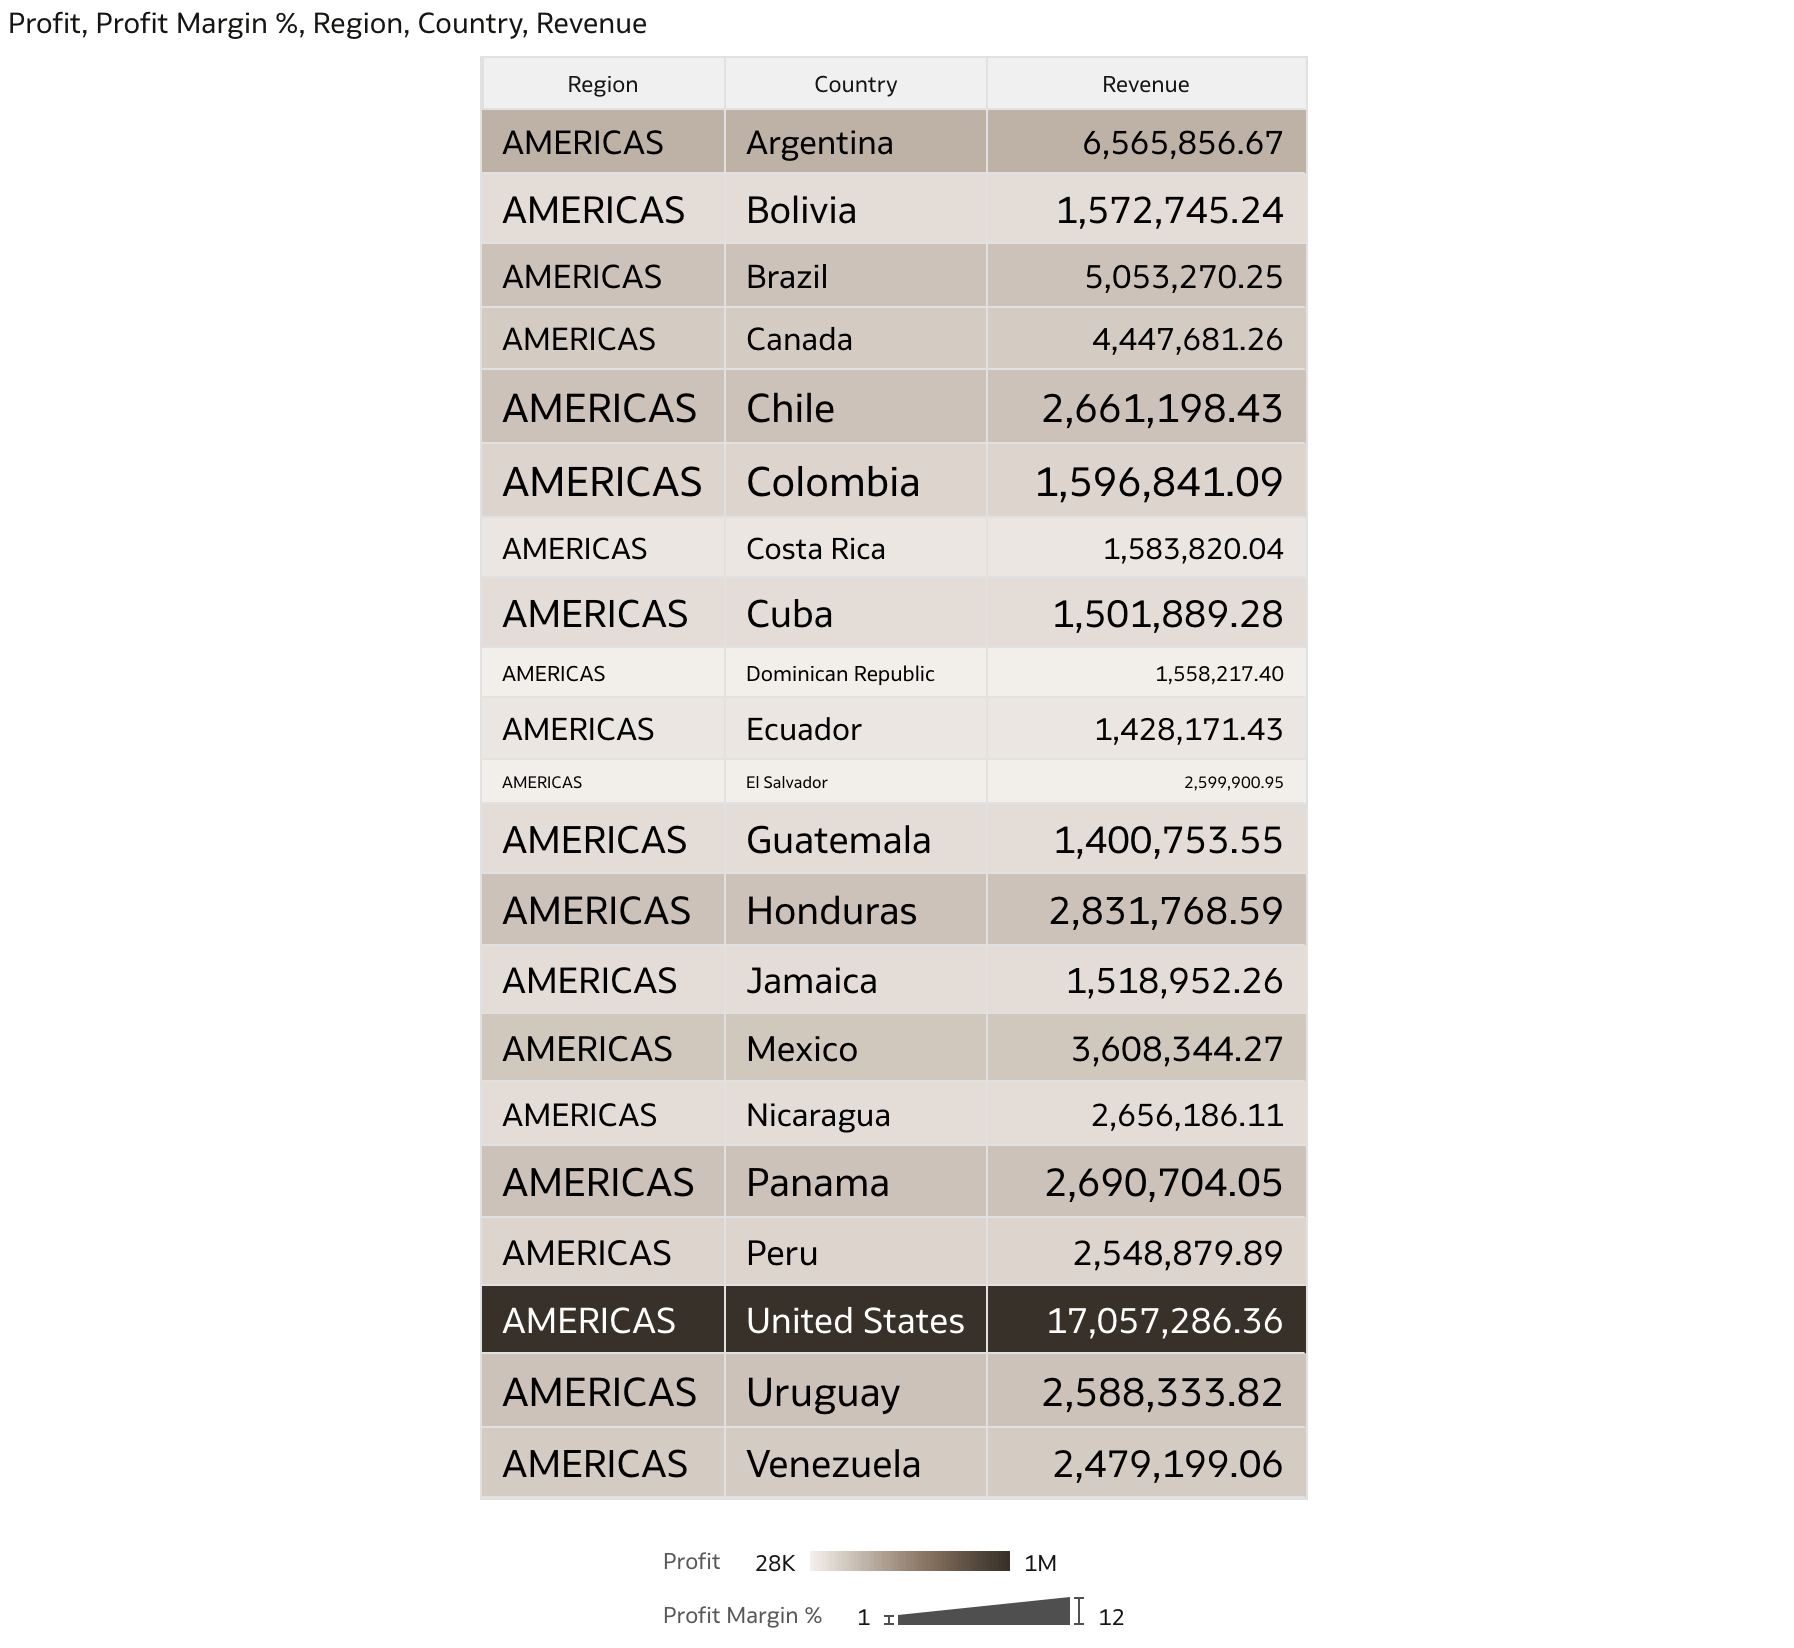 Profit, Profit Margin %, Region, Country, Revenue
Region Country Revenue
AMERICAS Argentina 6,565,856.67
AMERICAS Bolivia 1,572,745.24
AMERICAS Brazil 5,053,270.25
AMERICAS Canada 4,447,681.26
AMERICAS Chile 2,661,198.43
AMERICAS Colombia 1,596,841.09
AMERICAS Costa Rica 1,583,820.04
AMERICAS Cuba 1,501,889.28
AMERICAS Dominican Republic 1,558,217.40
AMERICAS Ecuador 1,428,171.43
AMERICAS El Salvador 2,599,900.95
AMERICAS Guatemala 1,400,753.55
AMERICAS Honduras 2,831,768.59
AMERICAS Jamaica 1,518,952.26
AMERICAS Mexico 3,608,344.27
AMERICAS Nicaragua 2,656,186.11
AMERICAS Panama 2,690,704.05
AMERICAS Peru 2,548,879.89
AMERICAS United States 17,057,286.36
AMERICAS Uruguay 2,588,333.82
AMERICAS Venezuela 2,479,199.06
Profit 28K 1M
Profit Margin % 1 12